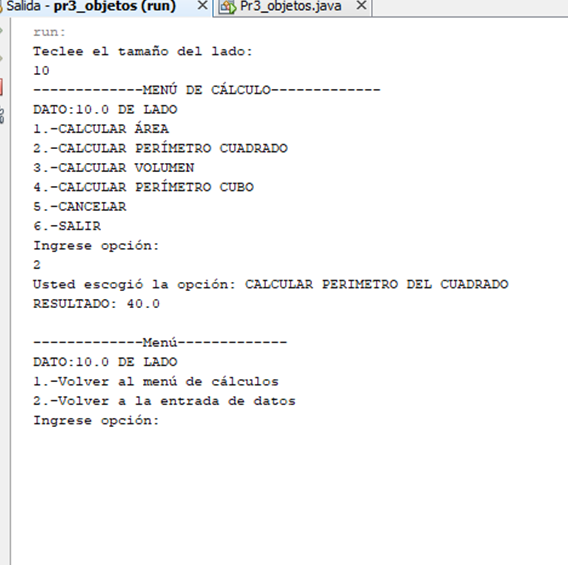 Salida - pr3_objetos (run) Pr3_objetos.java
run:
Teclee el tamaño del lado:
10
-------------MENÚ DE CÁLCULO-------------
DATO:10.0 DE LADO
1.-CALCULAR ÁREA
2.-CALCULAR PERÍMETRO CUADRADO
3.-CALCULAR VOLUMEN
4.-CALCULAR PERÍMETRO CUBO
5.-CANCELAR
6.-SALIR
Ingrese opción:
2
Usted escogió la opción: CALCULAR PERIMETRO DEL CUADRADO
RESULTADO: 40.0
-------------Menú-------------
DATO:10.0 DE LADO
1.-Volver al menú de cálculos
2.-Volver a la entrada de datos
Ingrese opción: